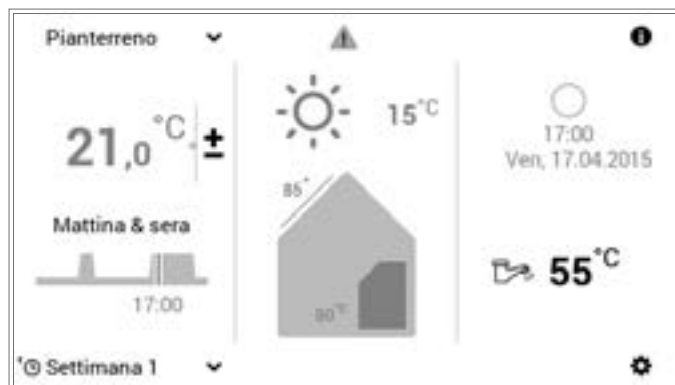 Pianterreno
21,0 °C
±
Mattina & sera
17:00
Settimana 1
15°C
85°
80°C
17:00
Ven, 17.04.2015
55°C